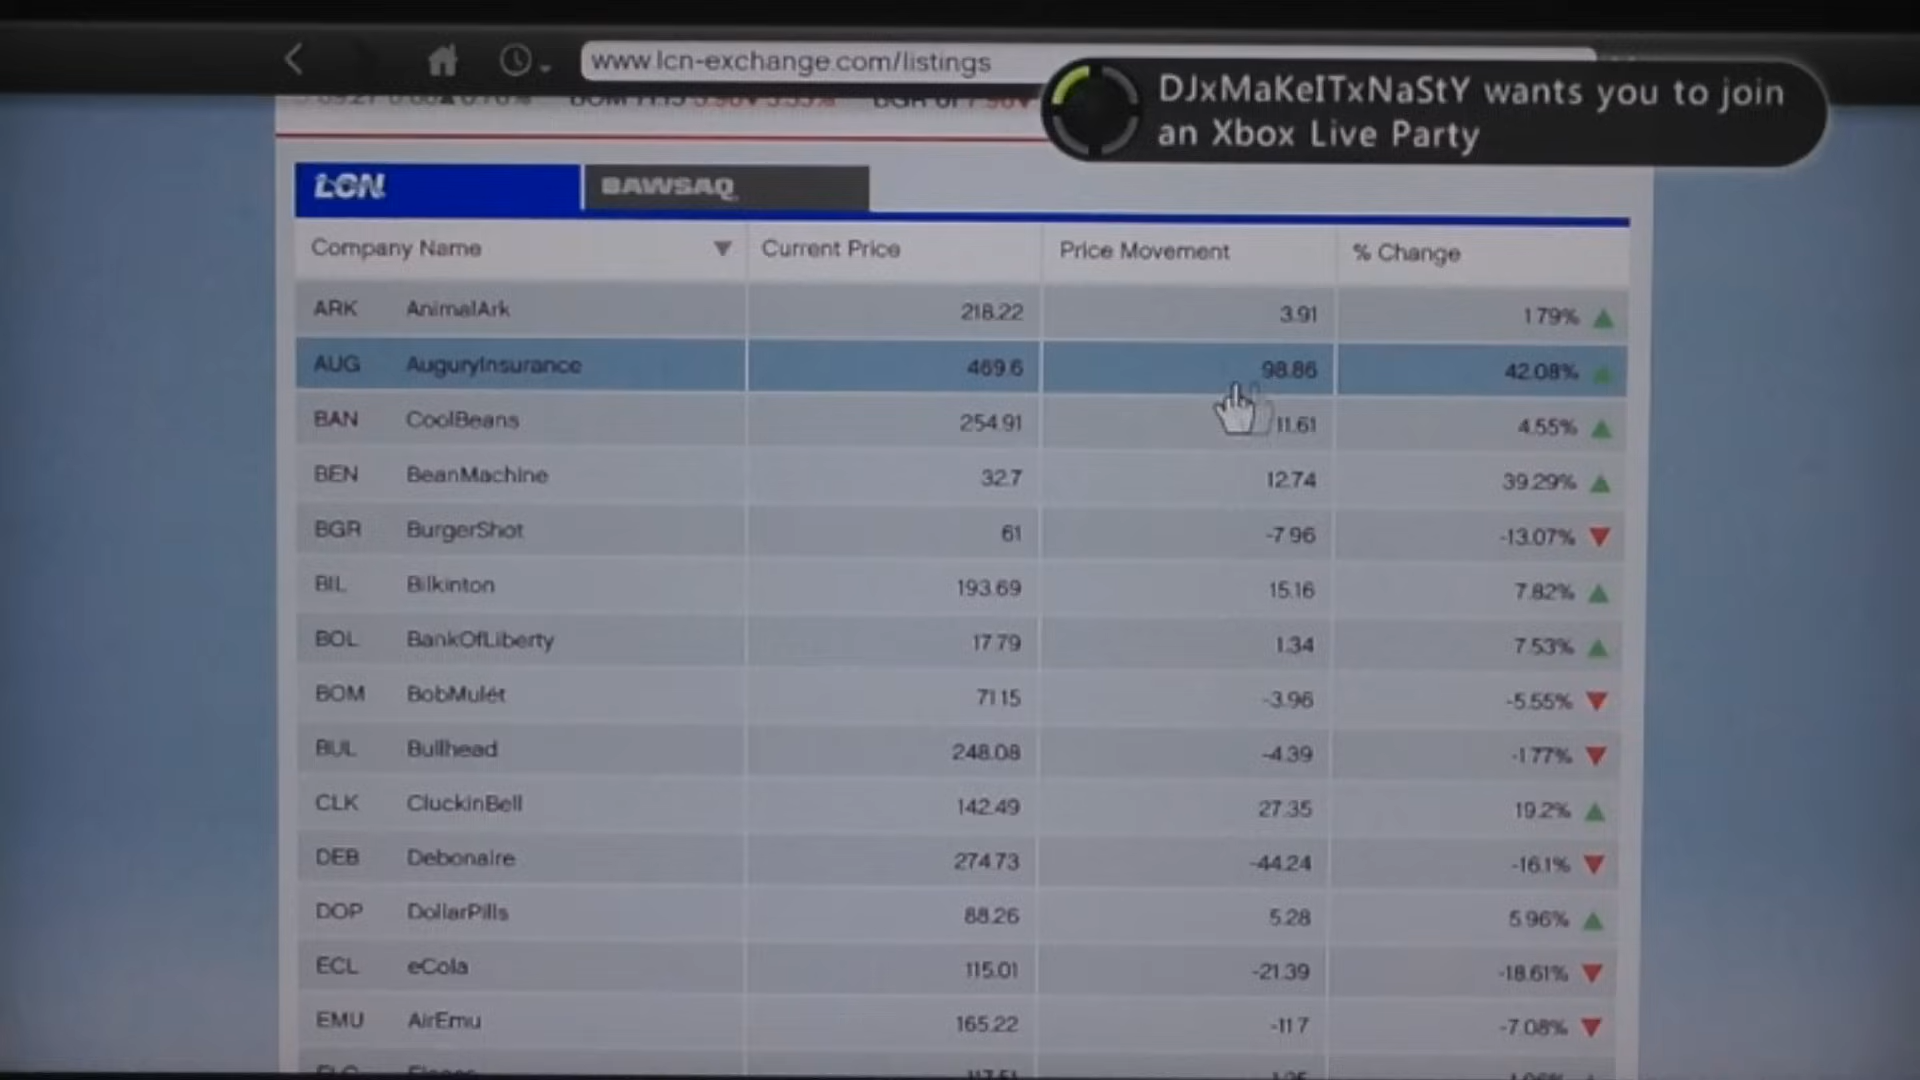 www.lcn-exchange.com/listings
DJxMaKeITxNaStY wants you to join
an Xbox Live Party
LCN BAWSAQ
Company Name Current Price Price Movement % Change
ARK AnimalArk 218.22 3.91 1.79%
AUG AuguryInsurance 469.6 98.86 42.08%
BAN CoolBeans 254.91 11.61 4.55%
BEN BeanMachine 32.7 12.74 39.29%
BGR BurgerShot 61 -7.96 -13.07%
BIL Bilkinton 193.69 15.16 7.82%
BOL BankOfLiberty 17.79 1.34 7.53%
BOM BobMulét 71.15 -3.96 -5.55%
BUL Bullhead 248.08 -4.39 -1.77%
CLK CluckinBell 142.49 27.35 19.2%
DEB Debonaire 274.73 -44.24 -16.1%
DOP DollarPills 88.26 5.28 5.96%
ECL eCola 115.01 -21.39 -18.61%
EMU AirEmu 165.22 -11.7 -7.08%